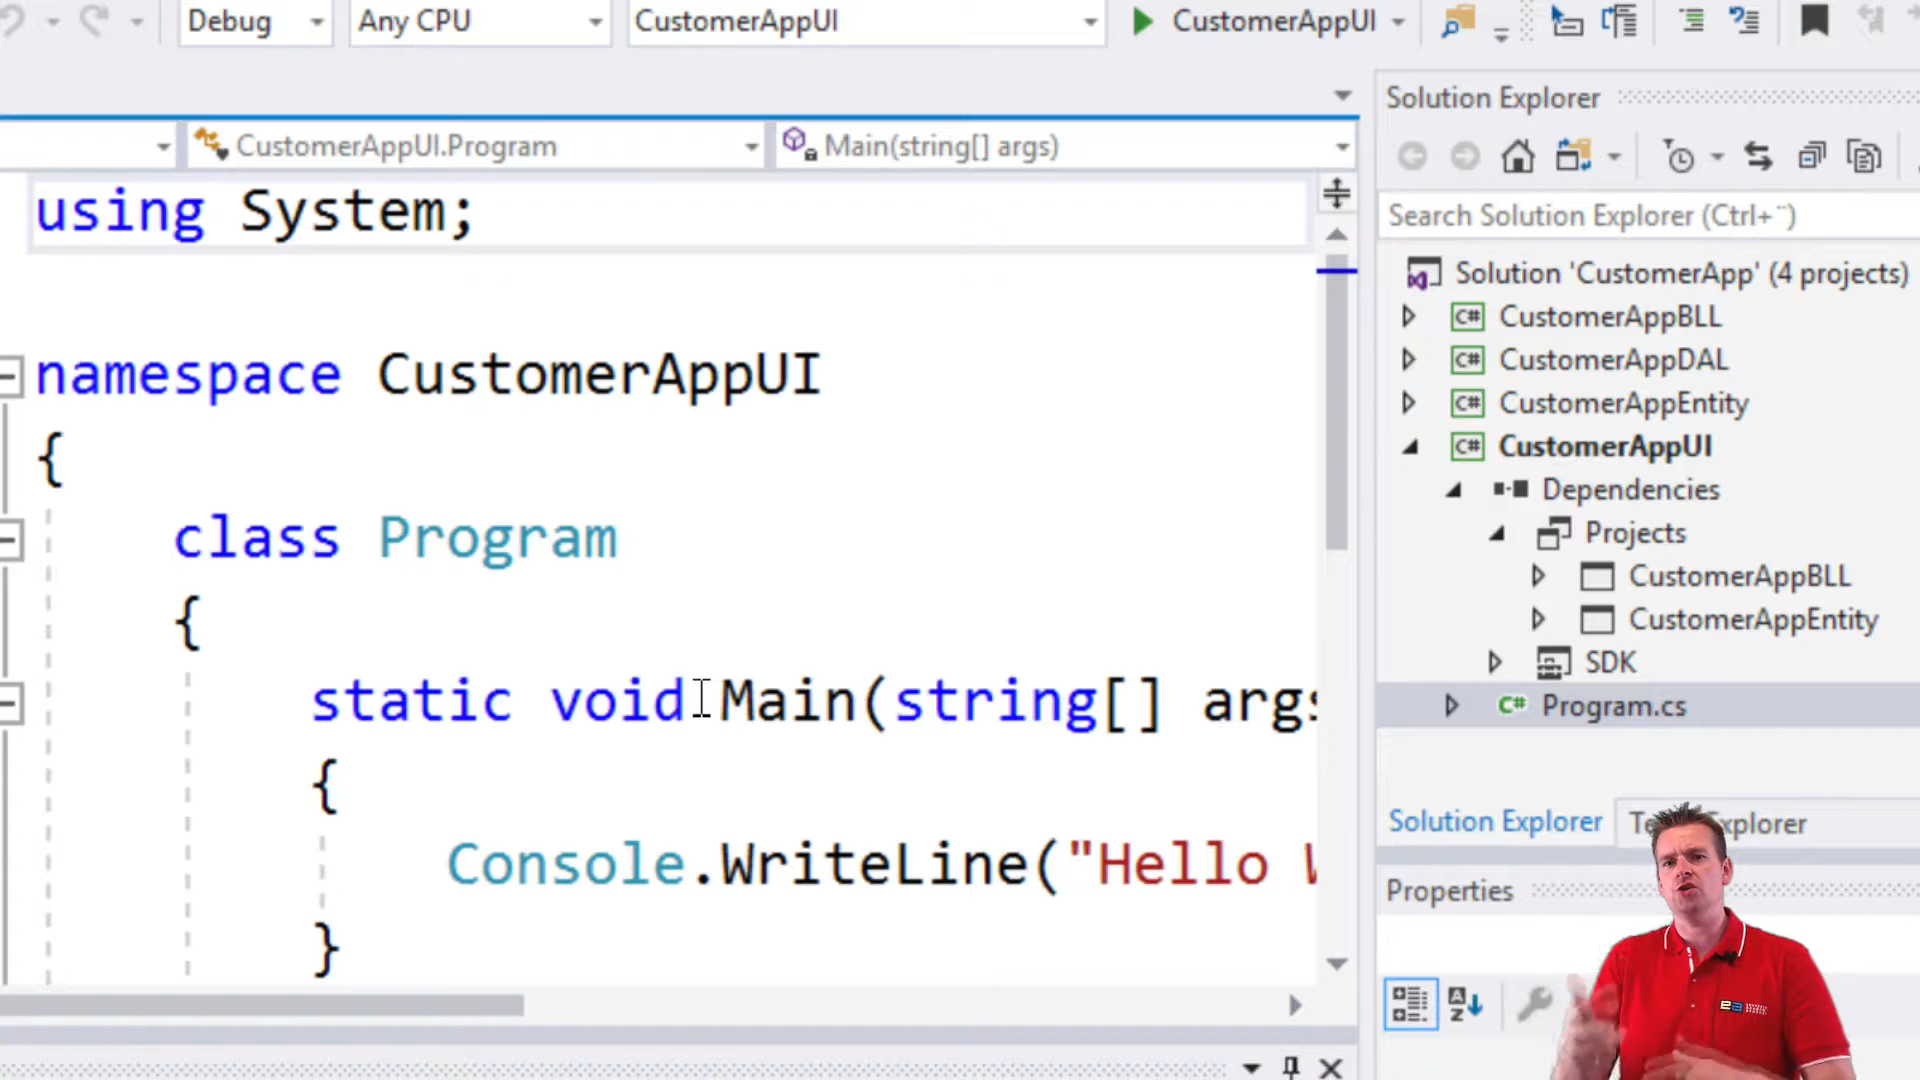 Debug
Any CPU
CustomerAppUI
CustomerAppUI
CustomerAppUI.Program
Main(string[] args)
using System;
namespace CustomerAppUI
{
class Program
{
static void Main(string[] args
{
Console.WriteLine("Hello
}
Solution Explorer
Search Solution Explorer (Ctrl+¨)
Solution 'CustomerApp' (4 projects)
C# CustomerAppBLL
C# CustomerAppDAL
C# CustomerAppEntity
C# CustomerAppUI
Dependencies
Projects
CustomerAppBLL
CustomerAppEntity
SDK
C# Program.cs
Solution Explorer
Explorer
Properties
A
Z